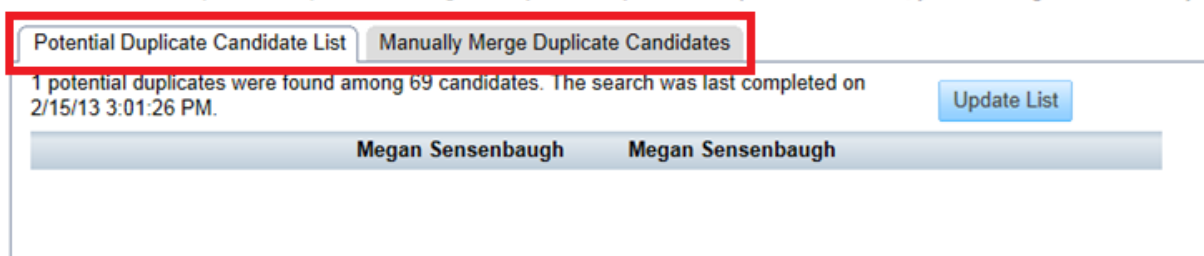 Potential Duplicate Candidate List Manually Merge Duplicate Candidates
1 potential duplicates were found among 69 candidates. The search was last completed on
2/15/13 3:01:26 PM.
Update List
Megan Sensenbaugh Megan Sensenbaugh